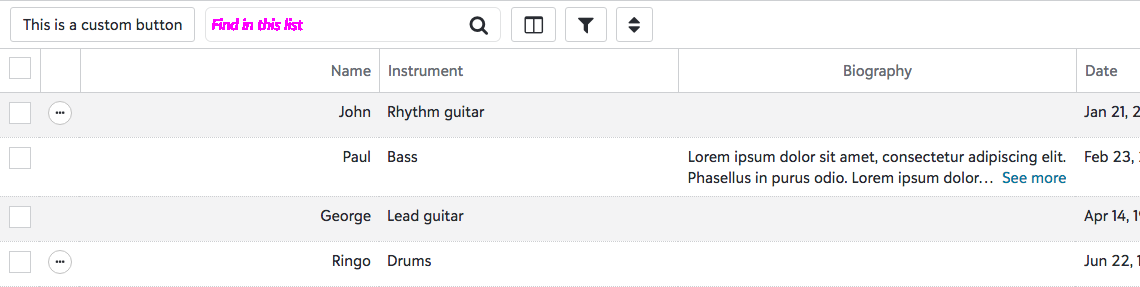 This is a custom button Find in this list
Name Instrument Biography Date
John Rhythm guitar Jan 21, 2
Paul Bass Lorem ipsum dolor sit amet, consectetur adipiscing elit. Feb 23,
Phasellus in purus odio. Lorem ipsum dolor… See more
George Lead guitar Apr 14, 19
Ringo Drums Jun 22, 1